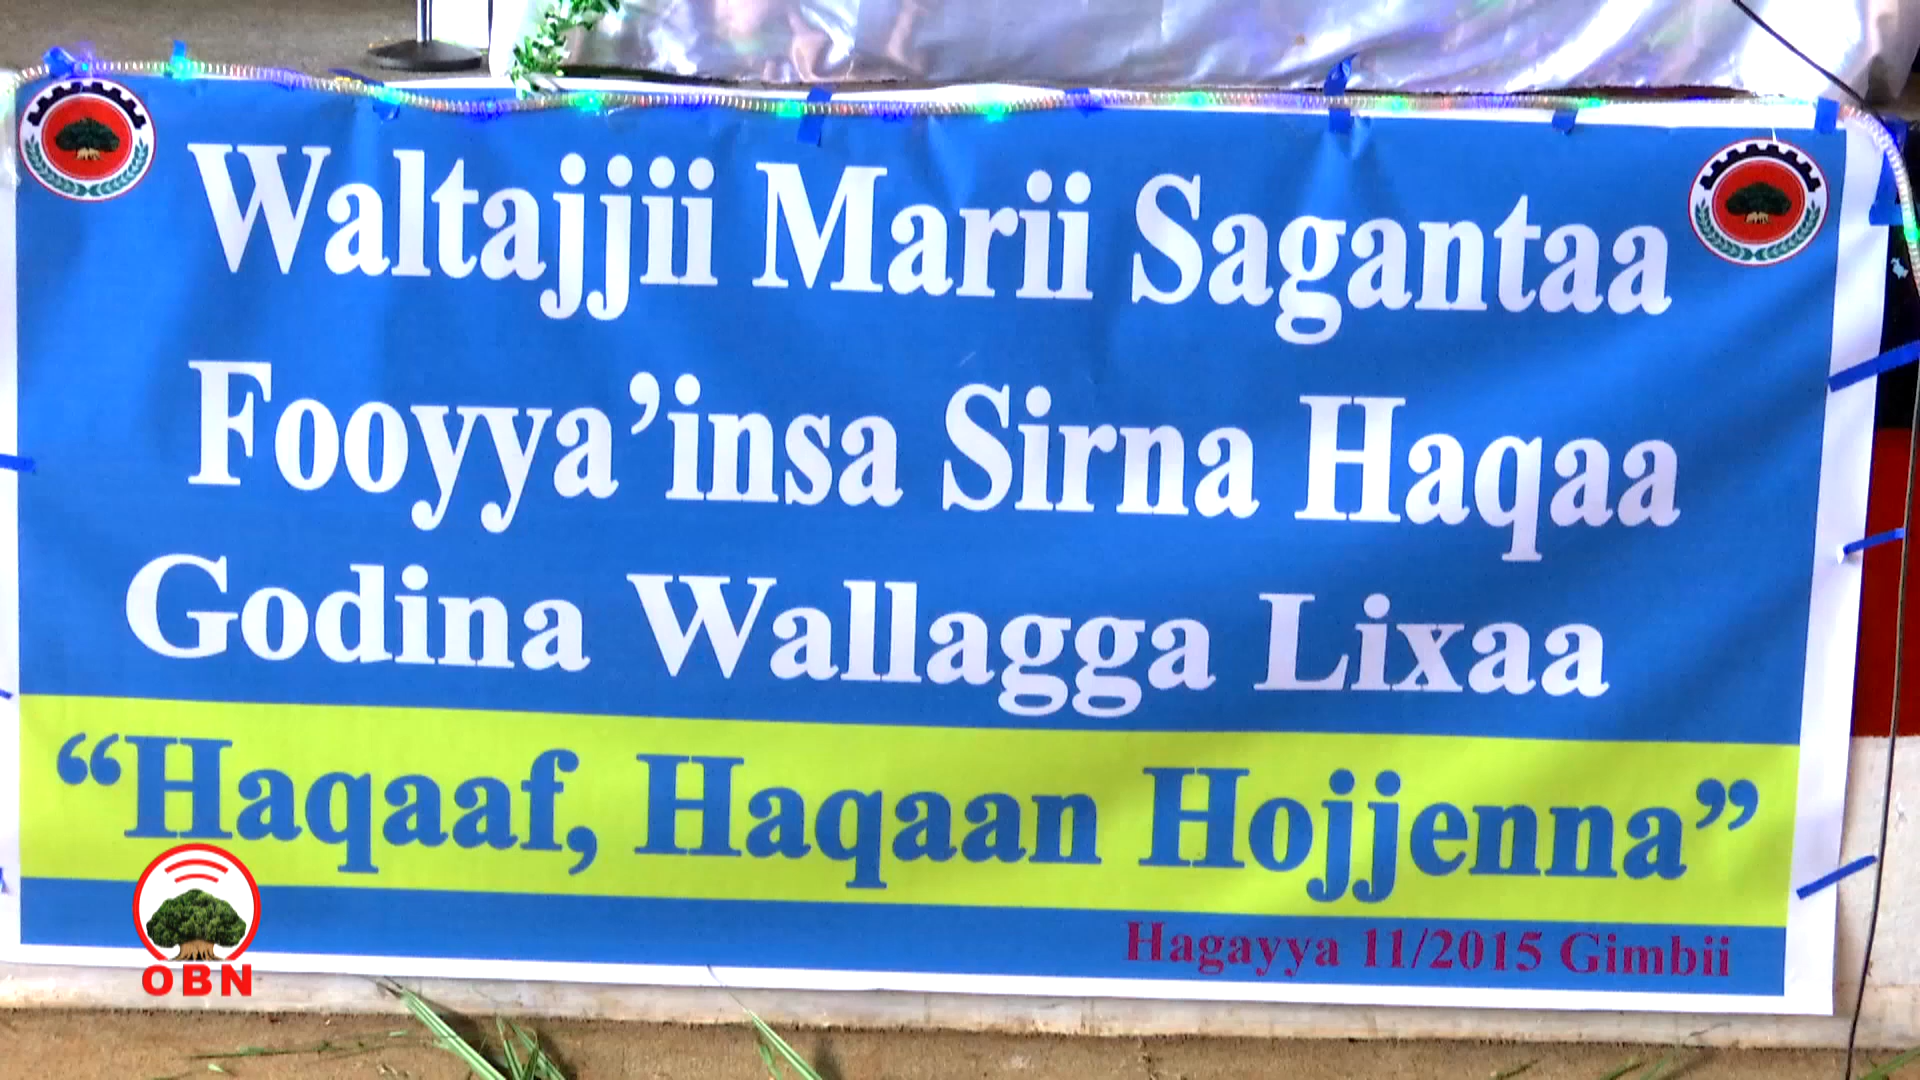 Waltajjii Marii Sagantaa
Fooyya’insa Sirna Haqaa
Godina Wallagga Lixaa
“Haqaaf, Haqaan Hojjenna”
Hagayya 11/2015 Gimbii
OBN